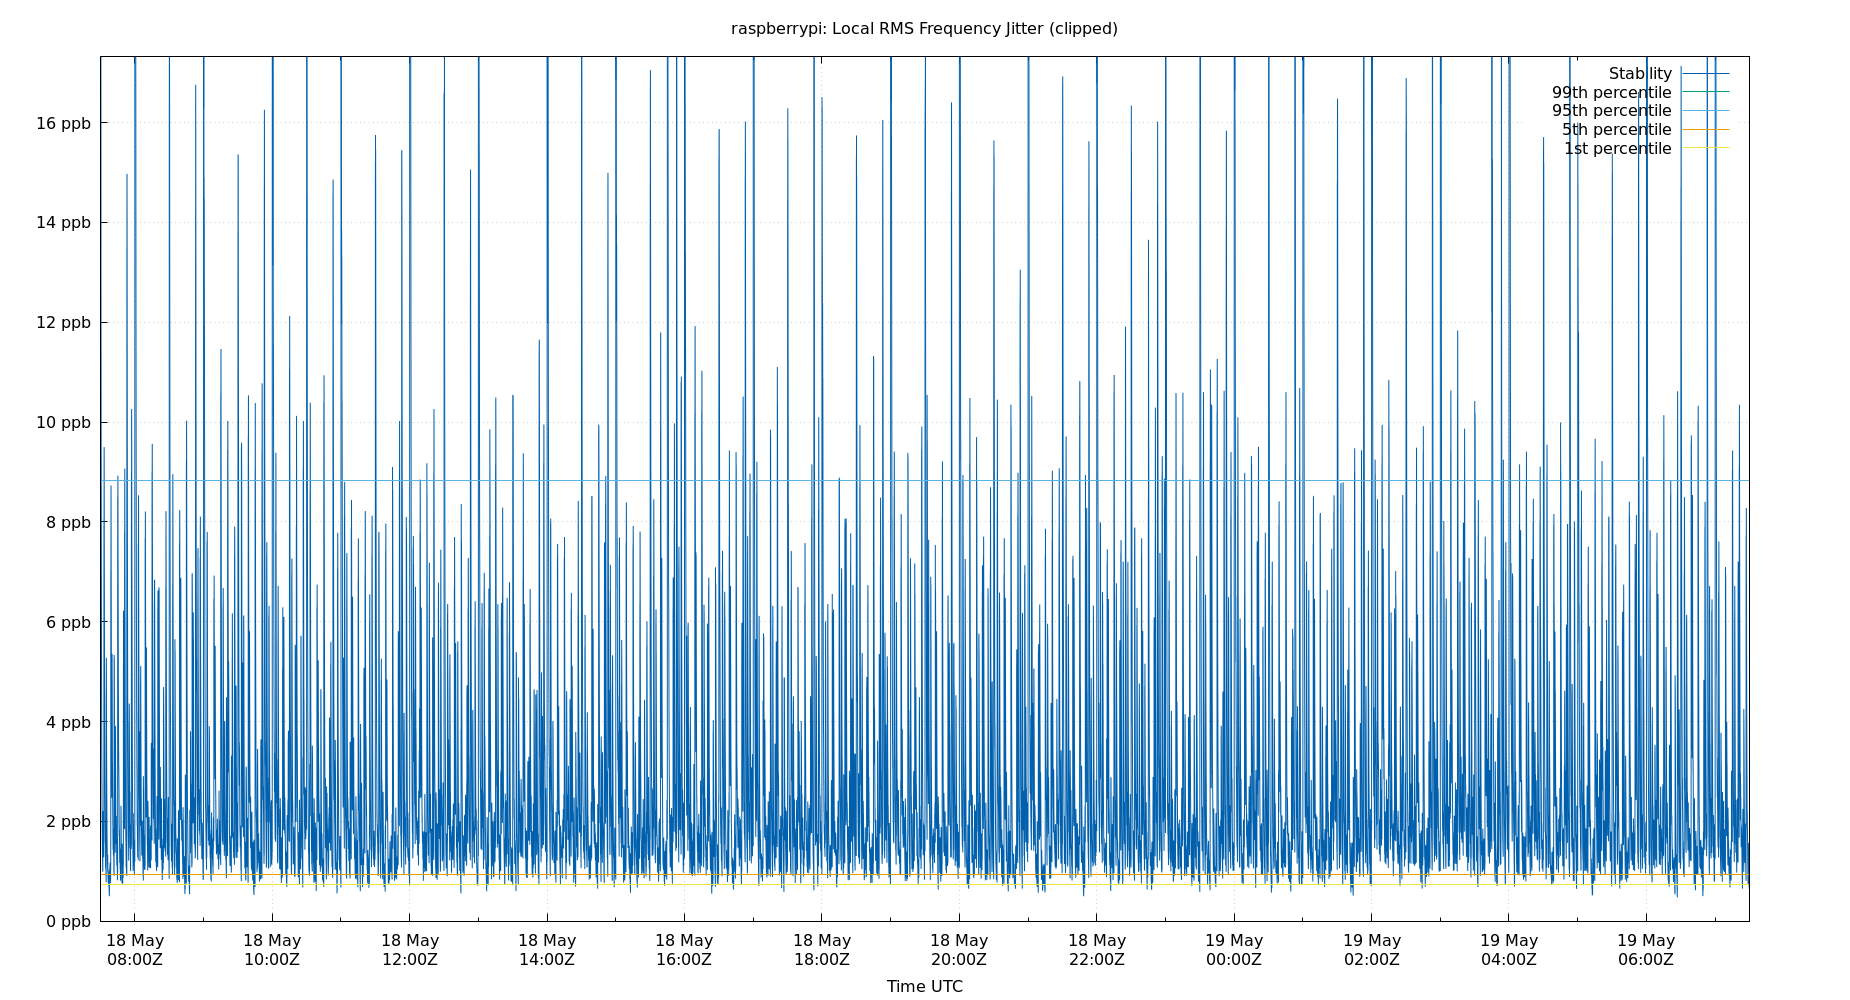 raspberrypi: Local RMS Frequency Jitter (clipped)
Stability
99th percentile
95th percentile
5th percentile
1st percentile
16 ppb
14 ppb
12 ppb
10 ppb
8 ppb
6 ppb
4 ppb
2 ppb
0 ppb
18 May 18 May 18 May 18 May 18 May 18 May 18 May 18 May 19 May 19 May 19 May 19 May
08:00Z 10:00Z 12:00Z 14:00Z 16:00Z 18:00Z 20:00Z 22:00Z 00:00Z 02:00Z 04:00Z 06:00Z
Time UTC